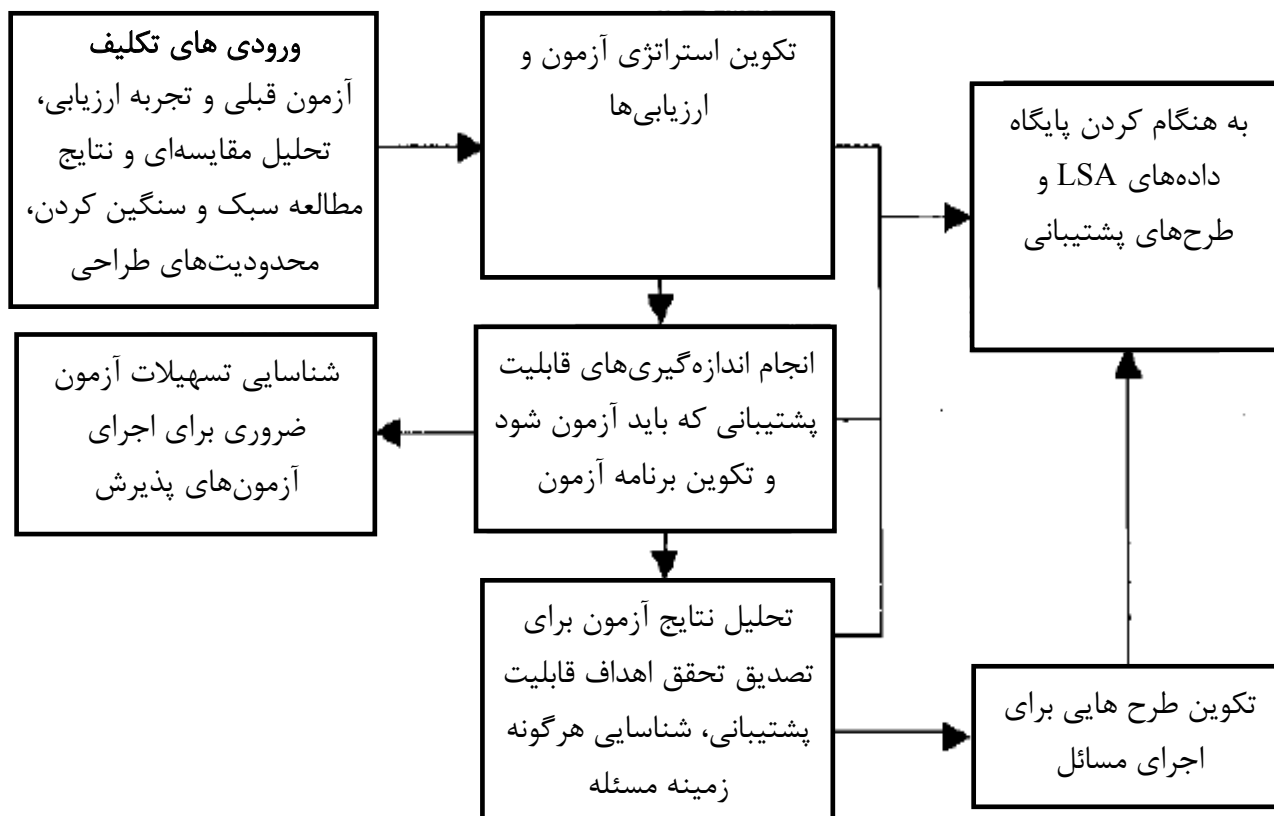 ورودی های تکلیف
آزمون قبلی و تجربه ارزیابی،
تحلیل مقایسه‌ای و نتایج
مطالعه سبک و سنگین کردن،
محدودیت‌های طراحی
تکوین استراتژی آزمون و
ارزیابی‌ها
به هنگام کردن پایگاه
داده‌های LSA و
طرح‌های پشتیبانی
انجام اندازه‌گیری‌های قابلیت
پشتیبانی که باید آزمون شود
و تکوین برنامه آزمون
شناسایی تسهیلات آزمون
ضروری برای اجرای
آزمون‌های پذیرش
تحلیل نتایج آزمون برای
تصدیق تحقق اهداف قابلیت
پشتیبانی، شناسایی هرگونه
زمینه مسئله
تکوین طرح هایی برای
اجرای مسائل